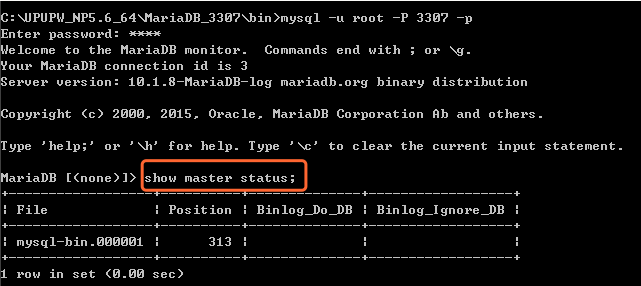 C:\UPUPW_NP5.6_64\MariaDB_3307\bin>mysql -u root -P 3307 -p
Enter password: ****
Welcome to the MariaDB monitor.  Commands end with ; or \g.
Your MariaDB connection id is 3
Server version: 10.1.8-MariaDB-log mariadb.org binary distribution
Copyright (c) 2000, 2015, Oracle, MariaDB Corporation Ab and others.
Type 'help;' or '\h' for help. Type '\c' to clear the current input statement.
MariaDB [(none)]> show master status;
+------------------+----------+--------------+------------------+
| File             | Position | Binlog_Do_DB | Binlog_Ignore_DB |
+------------------+----------+--------------+------------------+
| mysql-bin.000001 |      313 |              |                  |
+------------------+----------+--------------+------------------+
1 row in set (0.00 sec)